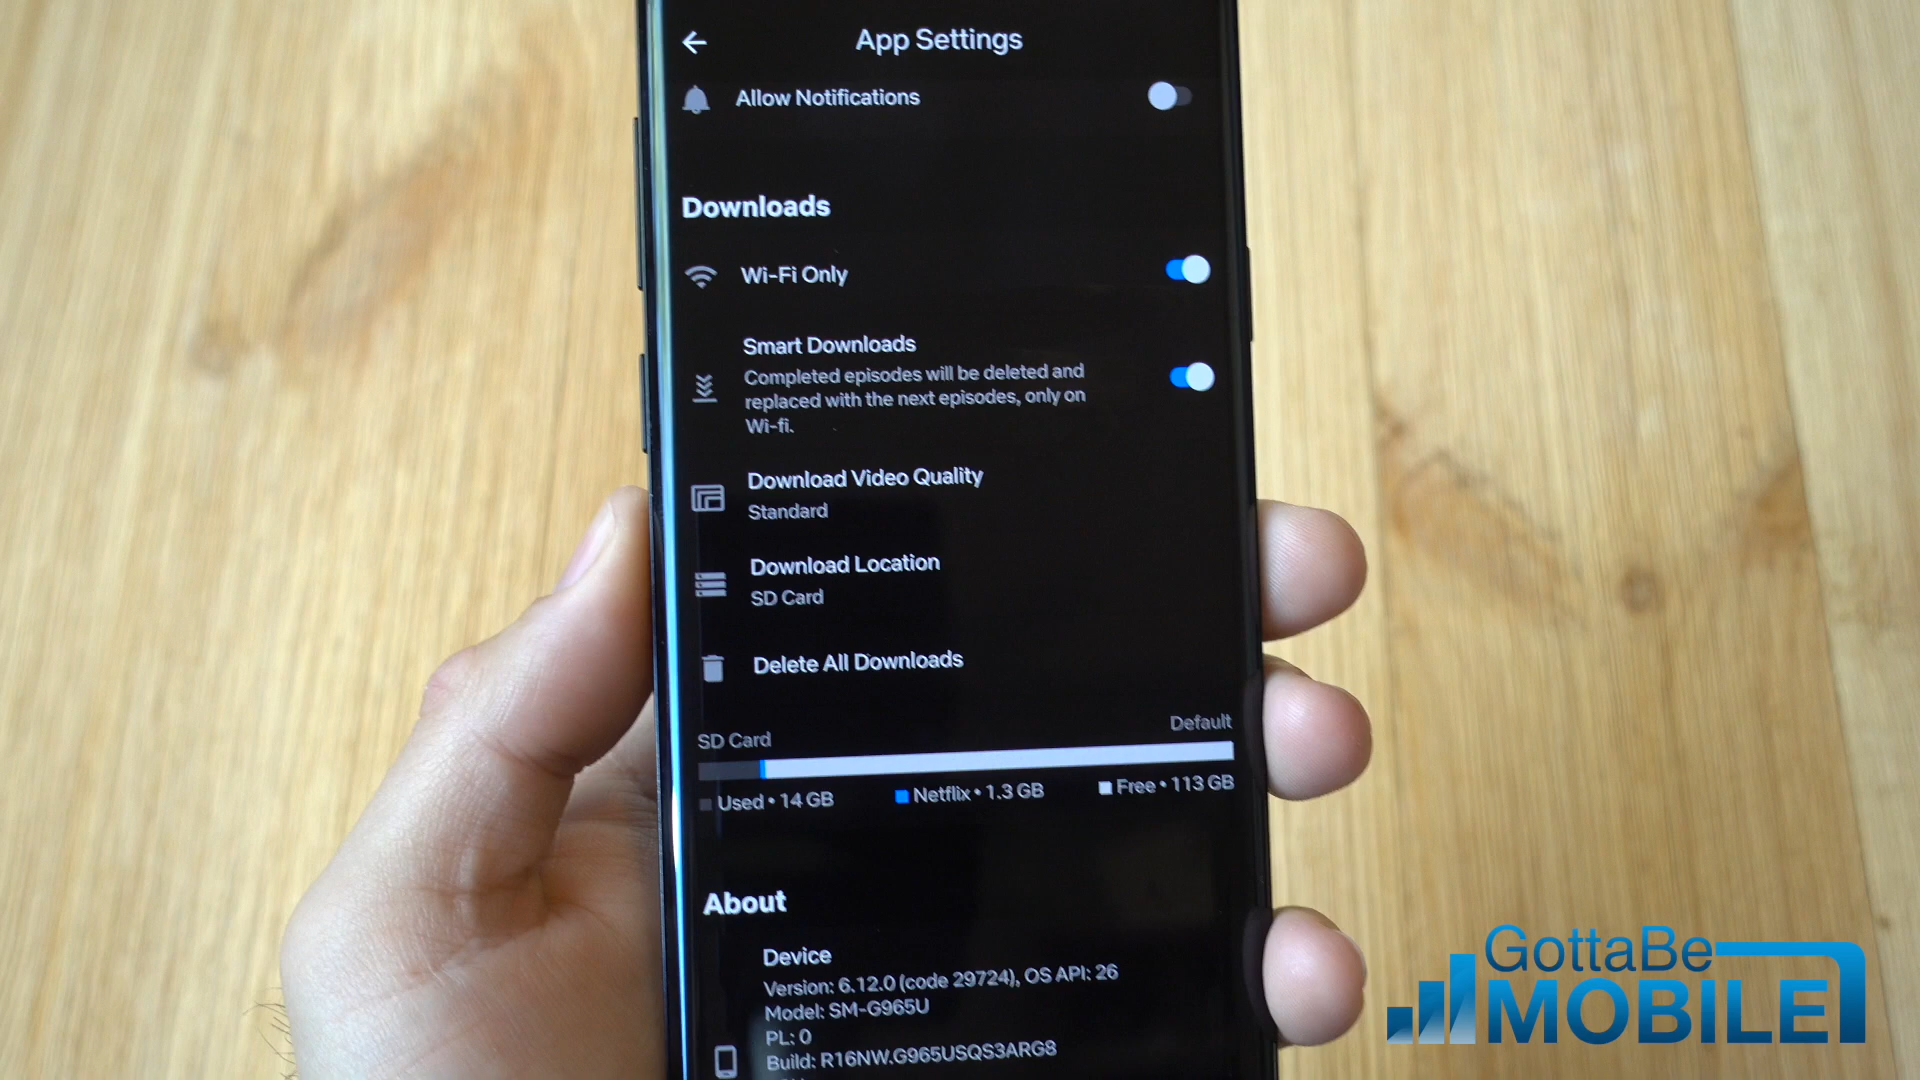 App Settings
Allow Notifications
Downloads
Wi-Fi Only
Smart Downloads
Completed episodes will be deleted and
replaced with the next episodes, only on
Wi-fi.
Download Video Quality
Standard
Download Location
SD Card
Delete All Downloads
SD Card Default
Used • 14 GB Netflix • 1.3 GB Free • 113 GB
About
Device
Version: 6.12.0 (code 29724), OS API: 26
Model: SM-G965U
PL: 0
Build: R16NW.G965USQS3ARG8
GottaBe
MOBILE